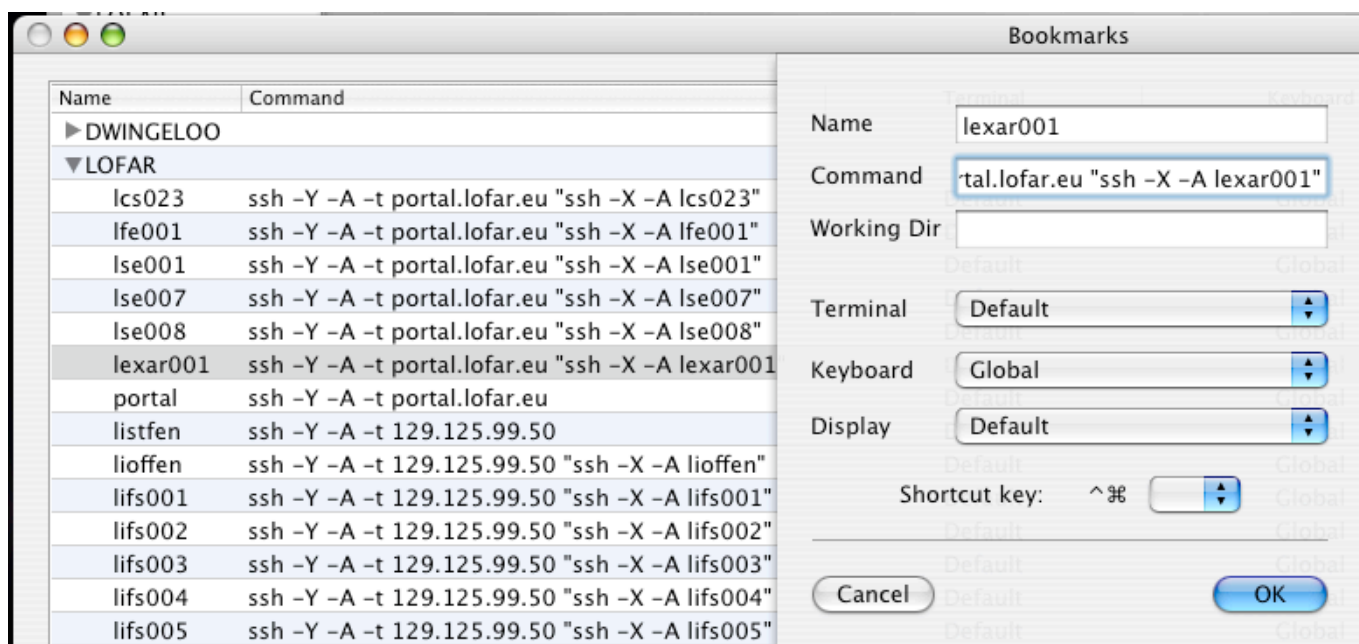 Bookmarks
Name Command Terminal Keyboard
DWINGELOO
LOFAR
lcs023 ssh -Y -A -t portal.lofar.eu "ssh -X -A lcs023"
lfe001 ssh -Y -A -t portal.lofar.eu "ssh -X -A lfe001"
lse001 ssh -Y -A -t portal.lofar.eu "ssh -X -A lse001"
lse007 ssh -Y -A -t portal.lofar.eu "ssh -X -A lse007"
lse008 ssh -Y -A -t portal.lofar.eu "ssh -X -A lse008"
lexar001 ssh -Y -A -t portal.lofar.eu "ssh -X -A lexar001
portal ssh -Y -A -t portal.lofar.eu
listfen ssh -Y -A -t 129.125.99.50
lioffen ssh -Y -A -t 129.125.99.50 "ssh -X -A lioffen"
lifs001 ssh -Y -A -t 129.125.99.50 "ssh -X -A lifs001"
lifs002 ssh -Y -A -t 129.125.99.50 "ssh -X -A lifs002"
lifs003 ssh -Y -A -t 129.125.99.50 "ssh -X -A lifs003"
lifs004 ssh -Y -A -t 129.125.99.50 "ssh -X -A lifs004"
lifs005 ssh -Y -A -t 129.125.99.50 "ssh -X -A lifs005"
Name lexar001
Command rtal.lofar.eu "ssh -X -A lexar001"
Working Dir
Terminal Default
Keyboard Global
Display Default
Shortcut key: ^⌘
Cancel OK